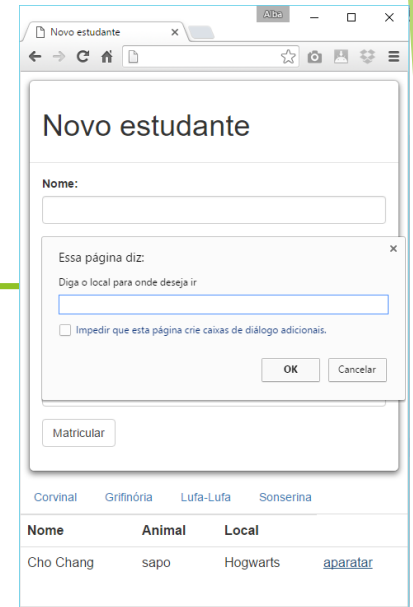 Alba
Novo estudante
Novo estudante
Nome:
Essa página diz:
Diga o local para onde deseja ir
Impedir que esta página crie caixas de diálogo adicionais.
OK Cancelar
Matricular
Corvinal Grifinória Lufa-Lufa Sonserina
Nome Animal Local
Cho Chang sapo Hogwarts aparatar